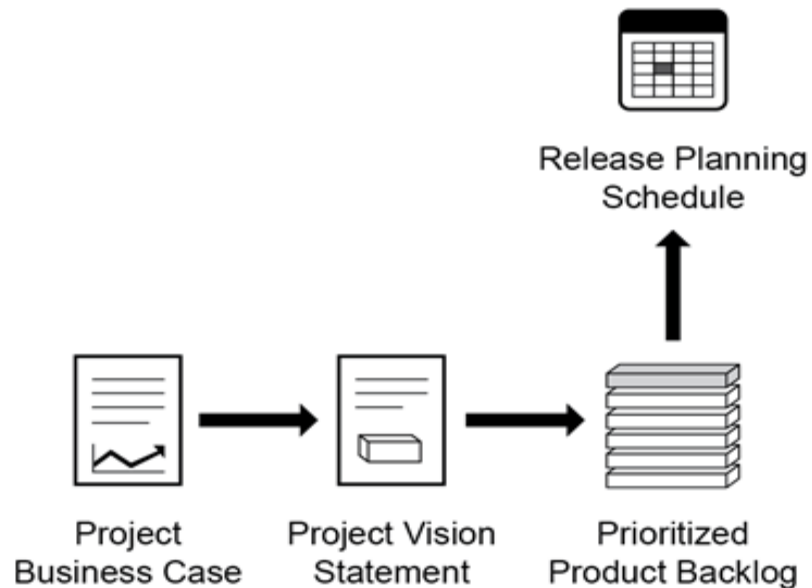 Release Planning
Schedule
Project
Business Case
Project Vision
Statement
Prioritized
Product Backlog